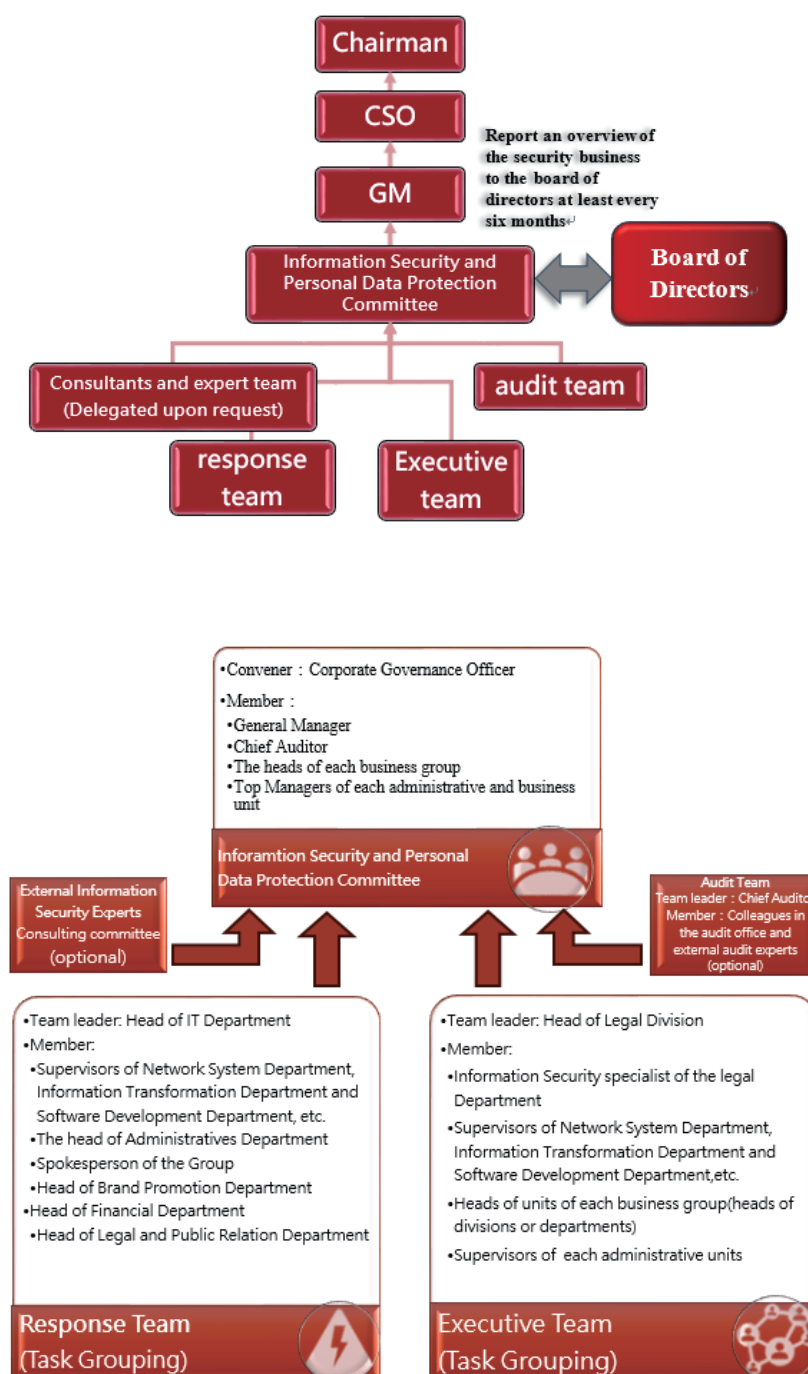 Chairman
CSO
GM
Report an overview of
the security business
to the board of
directors at least every
six months↵
Information Security and
Personal Data Protection
Committee
Board of
Directors↵
Consultants and expert team
(Delegated upon request)
audit team
response
team
Executive
team
•Convener：Corporate Governance Officer
•Member：
•General Manager
•Chief Auditor
•The heads of each business group
•Top Managers of each administrative and business
unit
Inforamtion Security and Personal
Data Protection Committee
External Information
Security Experts
Consulting committee
(optional)
Audit Team
Team leader：Chief Audito
Member：Colleagues in
the audit office and
external audit experts
(optional)
•Team leader: Head of IT Department
•Member:
•Supervisors of Network System Department,
Information Transformation Department and
Software Development Department, etc.
•The head of Administratives Department
•Spokesperson of the Group
•Head of Brand Promotion Department
•Head of Financial Department
•Head of Legal and Public Relation Department
Response Team
(Task Grouping)
•Team leader: Head of Legal Division
•Member:
•Information Security specialist of the legal
Department
•Supervisors of Network System Department,
Information Transformation Department and
Software Development Department,etc.
•Heads of units of each business group(heads of
divisions or departments)
•Supervisors of each administrative units
Executive Team
(Task Grouping)